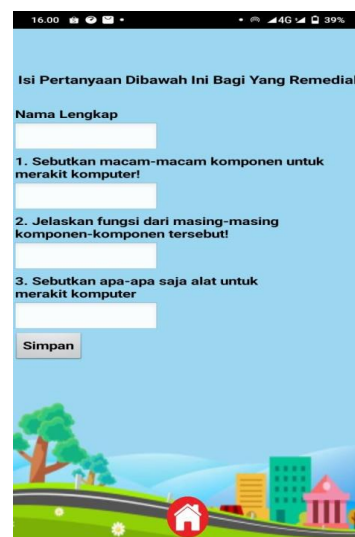 16.00 4G 39%
Isi Pertanyaan Dibawah Ini Bagi Yang Remedial
Nama Lengkap
1. Sebutkan macam-macam komponen untuk
merakit komputer!
2. Jelaskan fungsi dari masing-masing
komponen-komponen tersebut!
3. Sebutkan apa-apa saja alat untuk
merakit komputer
Simpan